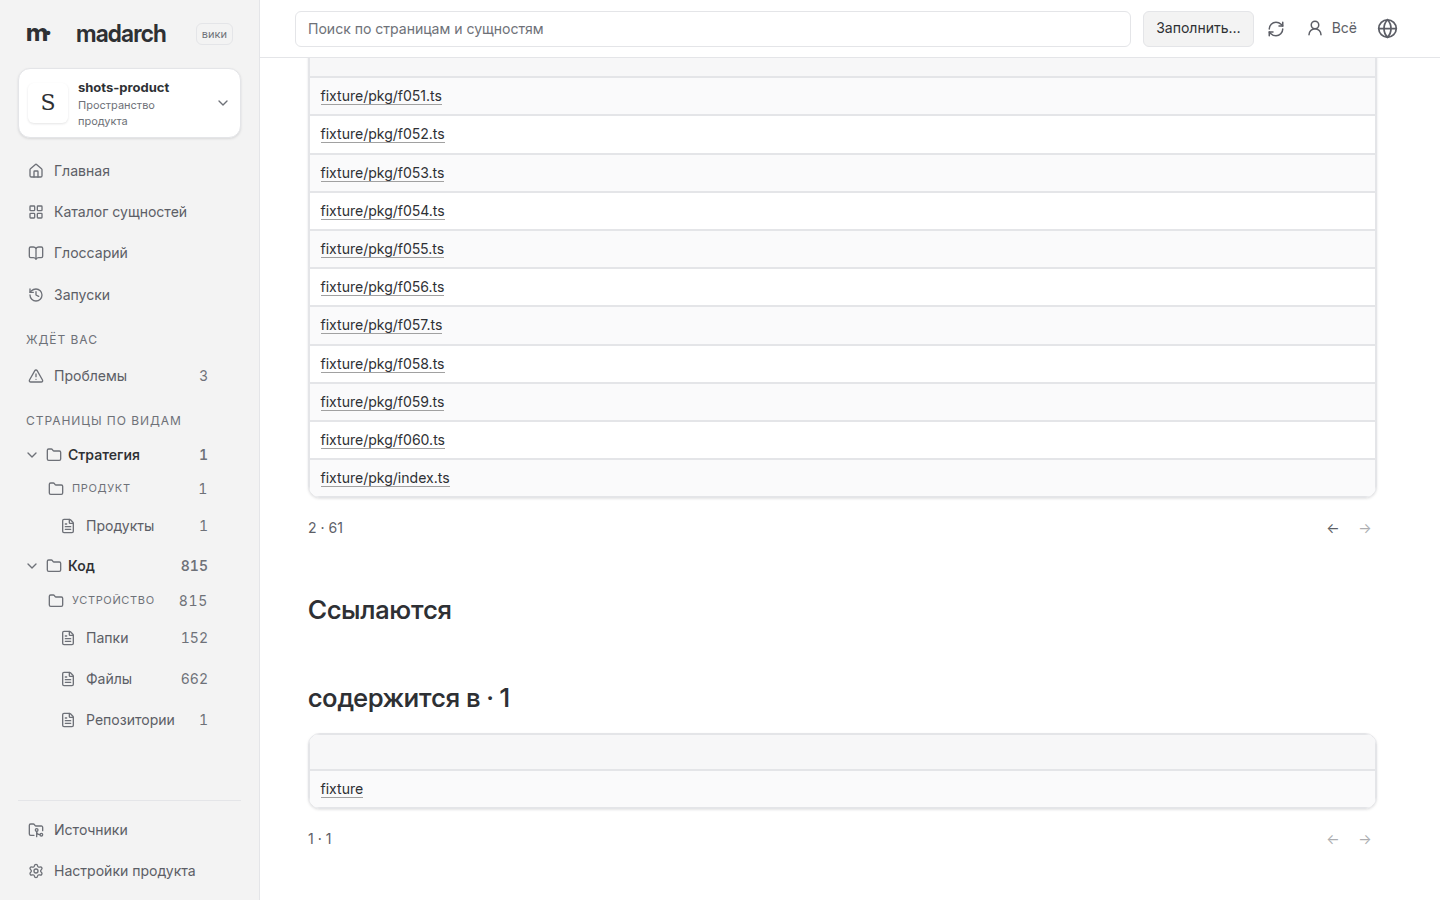 m·
madarch
вики
S
shots-product
Пространство
продукта
Главная
Каталог сущностей
Глоссарий
Запуски
ЖДЁТ ВАС
Проблемы 3
СТРАНИЦЫ ПО ВИДАМ
Стратегия 1
ПРОДУКТ 1
Продукты 1
Код 815
УСТРОЙСТВО 815
Папки 152
Файлы 662
Репозитории 1
Источники
Настройки продукта
Поиск по страницам и сущностям
Заполнить...
Всё
fixture/pkg/f051.ts
fixture/pkg/f052.ts
fixture/pkg/f053.ts
fixture/pkg/f054.ts
fixture/pkg/f055.ts
fixture/pkg/f056.ts
fixture/pkg/f057.ts
fixture/pkg/f058.ts
fixture/pkg/f059.ts
fixture/pkg/f060.ts
fixture/pkg/index.ts
2 · 61
← →
Ссылаются
содержится в · 1
fixture
1 · 1
← →